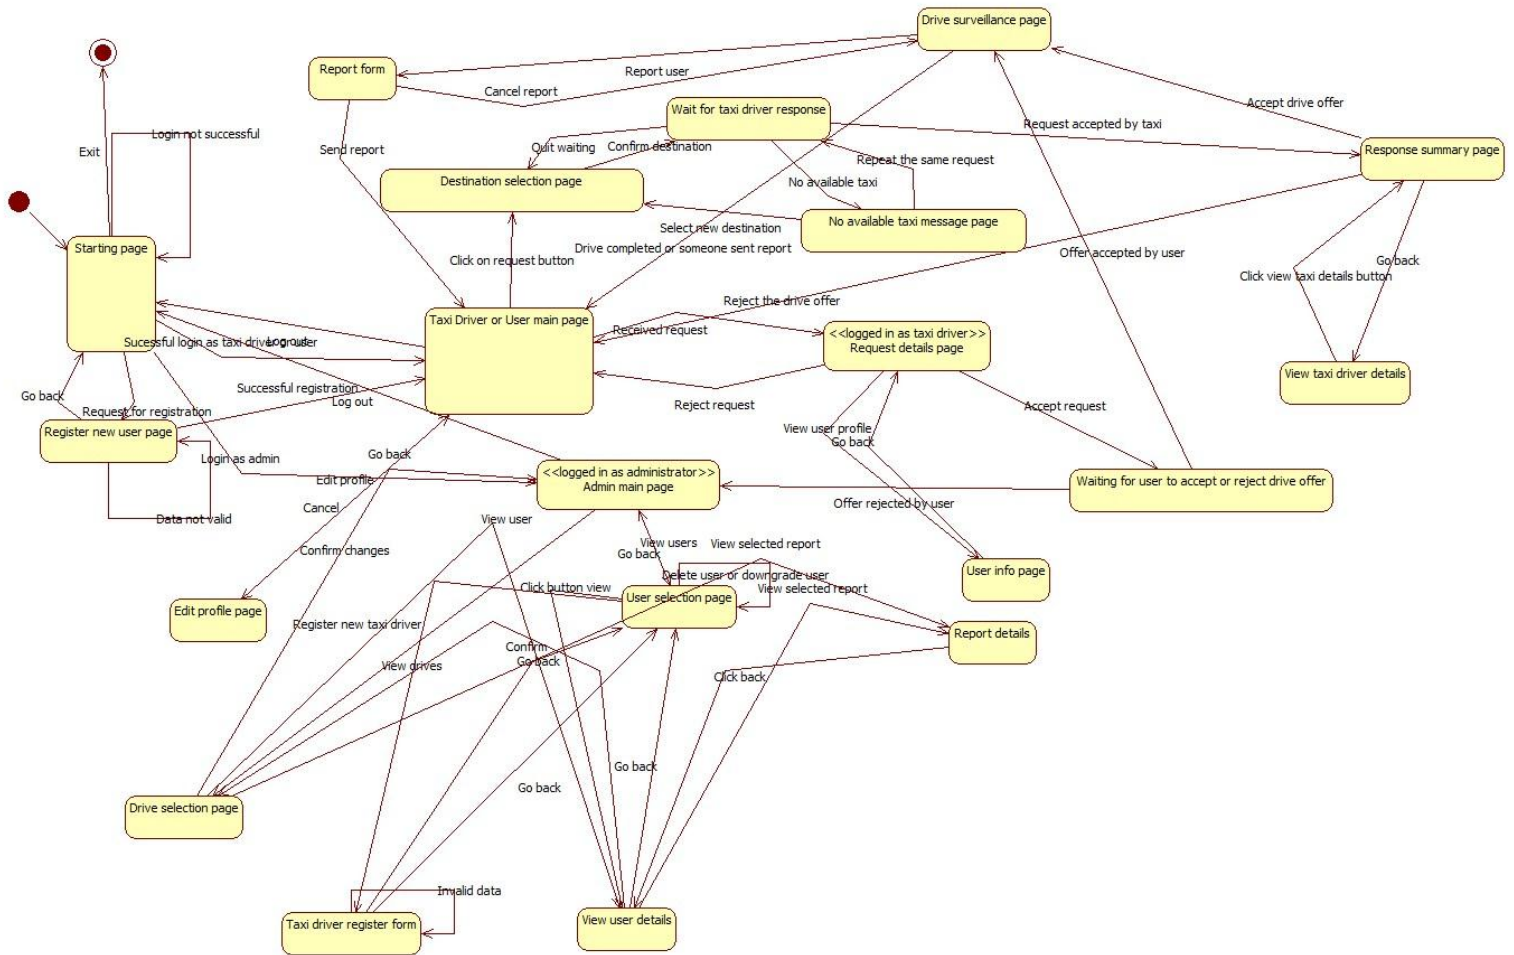 Drive surveillance page
Report form
Report user
Cancel report
Accept drive offer
Wait for taxi driver response
Request accepted by taxi
Login not successful
Exit
Send report
Quit waiting
Confirm destination
Response summary page
Repeat the same request
Destination selection page
No available taxi
No available taxi message page
Select new destination
Starting page
Drive completed or someone sent report
Offer accepted by user
Click on request button
Go back
Click view taxi details button
Reject the drive offer
Taxi Driver or User main page
Received request
<<logged in as taxi driver>>
Request details page
Sucessful login as taxi driver or user
Log out
View taxi driver details
Successful registration
Go back
Log out
Reject request
Accept request
Request for registration
Register new user page
View user profile
Go back
Login as admin
Go back
<<logged in as administrator>>
Admin main page
Edit profile
Waiting for user to accept or reject drive offer
Cancel
Offer rejected by user
Data not valid
View user
View users
View selected report
Confirm changes
Go back
User info page
Delete user or downgrade user
Click button view
View selected report
User selection page
Edit profile page
Register new taxi driver
Report details
Confirm
Go back
View drives
Click back
Go back
Go back
Drive selection page
Invalid data
Taxi driver register form
View user details